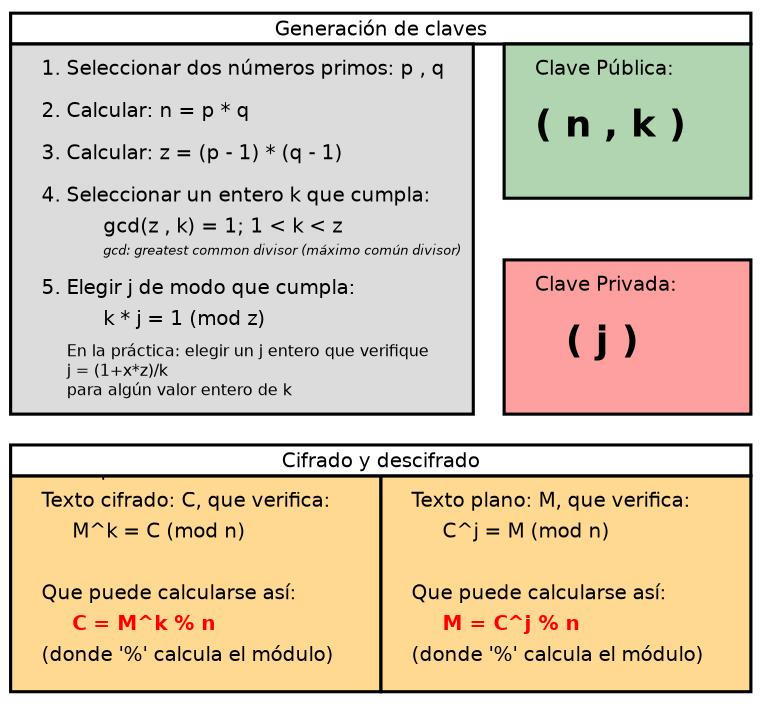 Generación de claves
1. Seleccionar dos números primos: p , q
2. Calcular: n = p * q
3. Calcular: z = (p - 1) * (q - 1)
4. Seleccionar un entero k que cumpla:
gcd(z , k) = 1; 1 < k < z
gcd: greatest common divisor (máximo común divisor)
5. Elegir j de modo que cumpla:
k * j = 1 (mod z)
En la práctica: elegir un j entero que verifique
j = (1+x*z)/k
para algún valor entero de k
Clave Pública:
( n , k )
Clave Privada:
( j )
Cifrado y descifrado
Texto cifrado: C, que verifica:
M^k = C (mod n)
Que puede calcularse así:
C = M^k % n
(donde '%' calcula el módulo)
Texto plano: M, que verifica:
C^j = M (mod n)
Que puede calcularse así:
M = C^j % n
(donde '%' calcula el módulo)